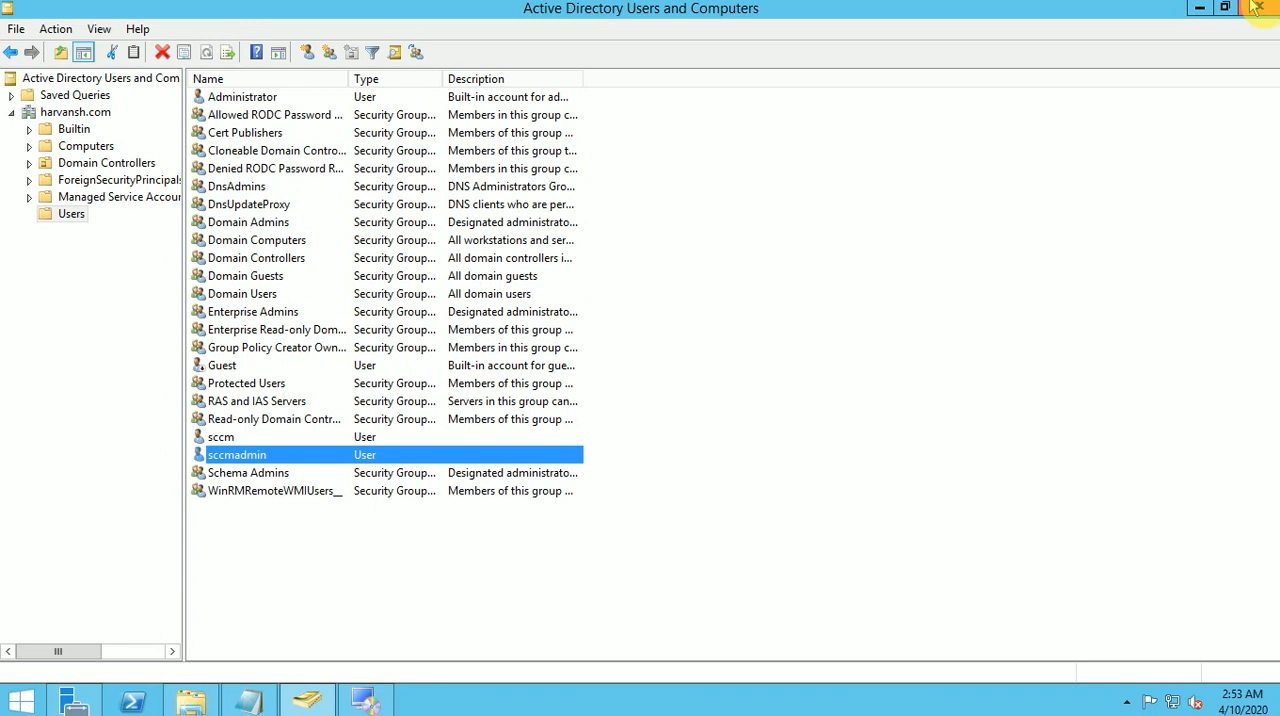 Active Directory Users and Computers
File Action View Help
Active Directory Users and Com
Saved Queries
harvansh.com
Builtin
Computers
Domain Controllers
ForeignSecurityPrincipals
Managed Service Accour
Users
Name Type Description
Administrator User Built-in account for ad...
Allowed RODC Password ... Security Group... Members in this group c...
Cert Publishers Security Group... Members of this group ...
Cloneable Domain Contro... Security Group... Members of this group t...
Denied RODC Password R... Security Group... Members in this group c...
DnsAdmins Security Group... DNS Administrators Gro...
DnsUpdateProxy Security Group... DNS clients who are per...
Domain Admins Security Group... Designated administrato...
Domain Computers Security Group... All workstations and ser...
Domain Controllers Security Group... All domain controllers i...
Domain Guests Security Group... All domain guests
Domain Users Security Group... All domain users
Enterprise Admins Security Group... Designated administrato...
Enterprise Read-only Dom... Security Group... Members of this group ...
Group Policy Creator Own... Security Group... Members in this group c...
Guest User Built-in account for gue...
Protected Users Security Group... Members of this group ...
RAS and IAS Servers Security Group... Servers in this group can...
Read-only Domain Contr... Security Group... Members of this group ...
sccm User
sccmadmin User
Schema Admins Security Group... Designated administrato...
WinRMRemoteWMIUsers__ Security Group... Members of this group ...
2:53 AM
4/10/2020